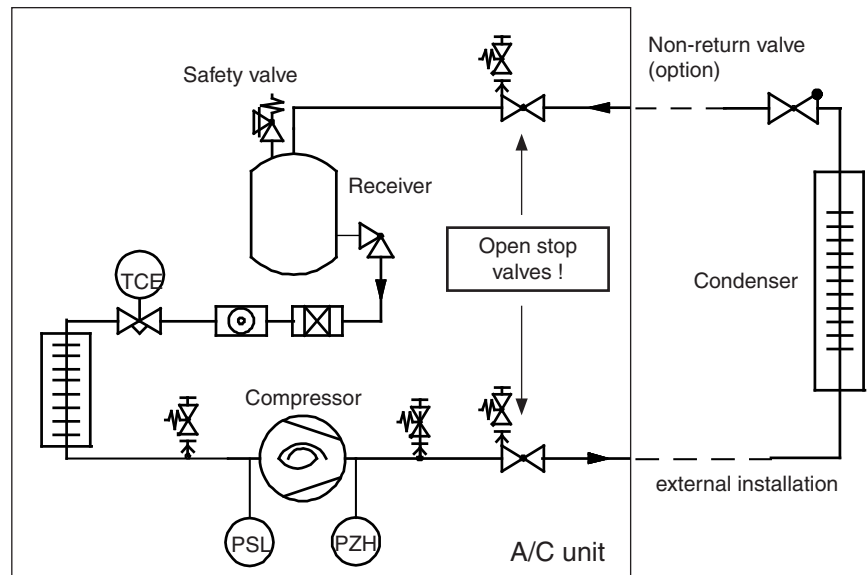 Non-return valve
(option)
Safety valve
Receiver
Open stop
valves !
TCE
Condenser
Compressor
external installation
PSL
PZH
A/C unit